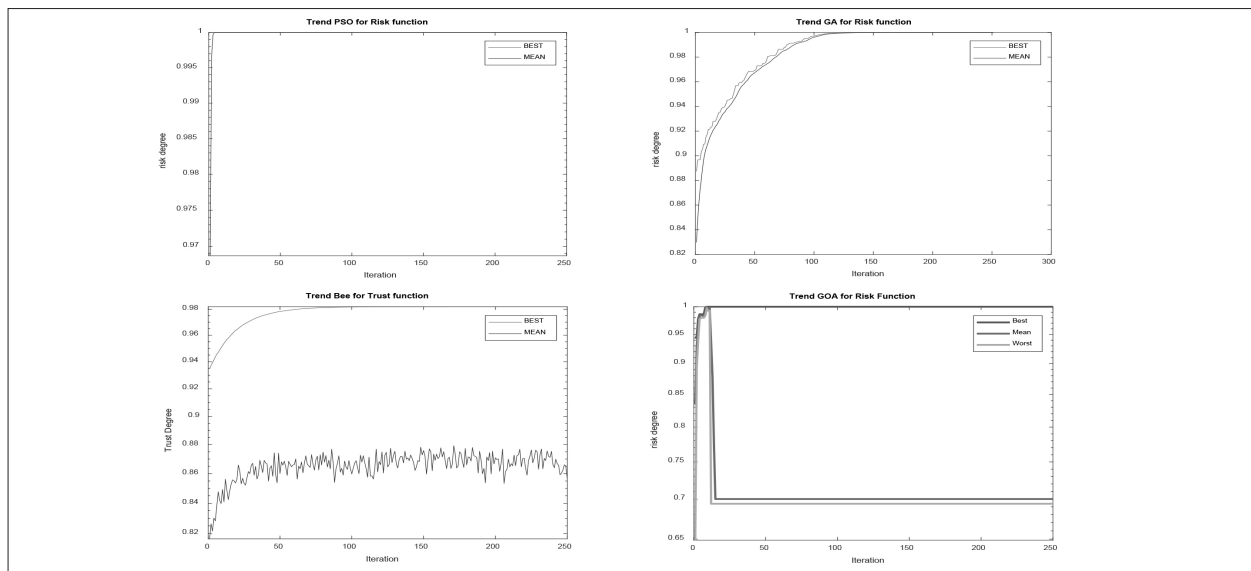 Trend PSO for Risk function
1
0.995
0.99
0.985
0.98
0.975
0.97
risk degree
0
50
100
150
200
250
Iteration
BEST
MEAN
Trend GA for Risk function
1
0.98
0.96
0.94
0.92
0.9
0.88
0.86
0.84
0.82
risk degree
0
50
100
150
200
250
300
Iteration
BEST
MEAN
Trend Bee for Trust function
0.98
0.96
0.94
0.92
0.9
0.88
0.86
0.84
0.82
Trust Degree
0
50
100
150
200
250
Iteration
BEST
MEAN
Trend GOA for Risk Function
1
0.95
0.9
0.85
0.8
0.75
0.7
0.65
risk degree
0
50
100
150
200
250
Iteration
Best
Mean
Worst